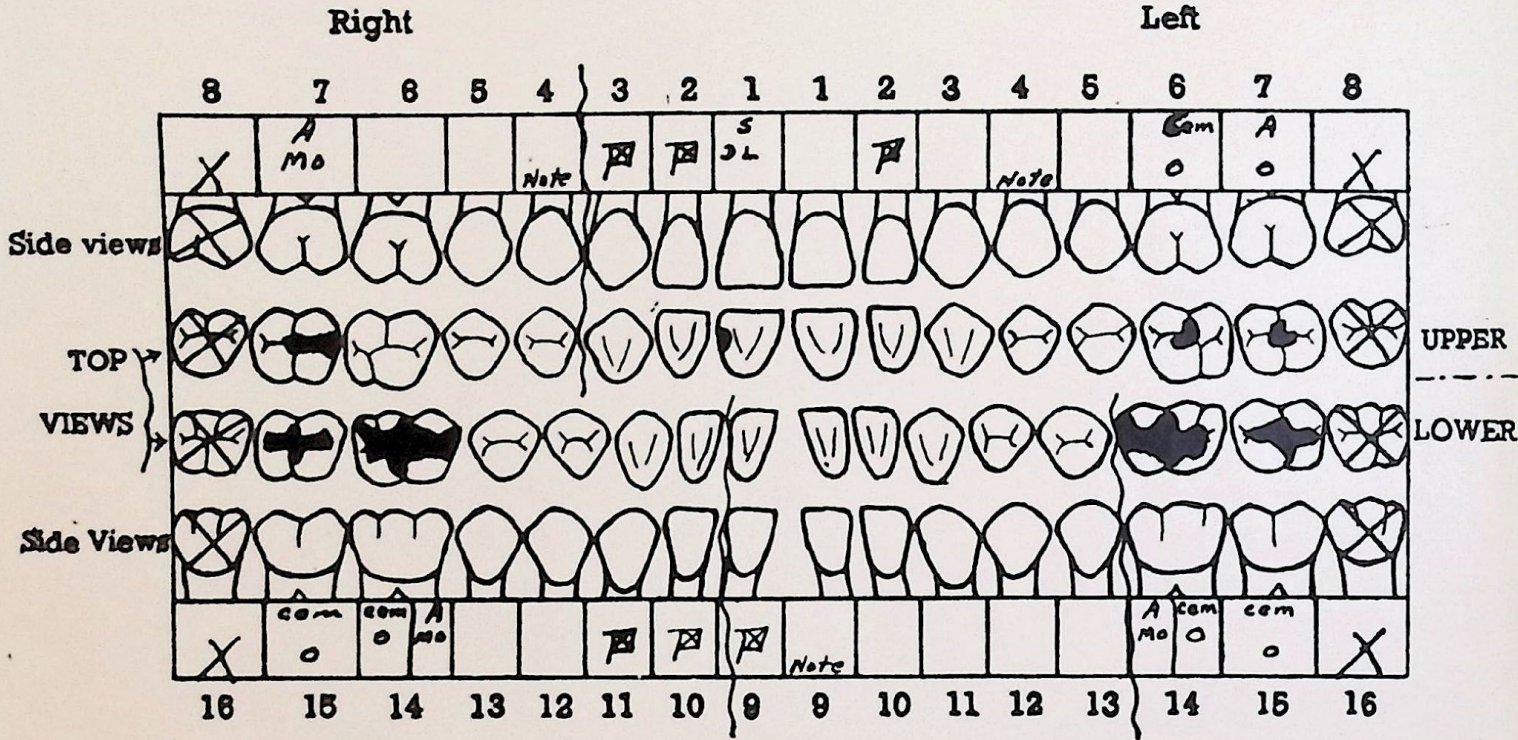 Right Left
8 7 6 5 4 3 2 1 1 2 3 4 5 6 7 8
X A S Com A X
MO Note DL Note O O
Side views
TOP UPPER
VIEWS LOWER
Side Views
com com A A com com
X O O MO Note MO O O X
16 15 14 13 12 11 10 9 9 10 11 12 13 14 15 16